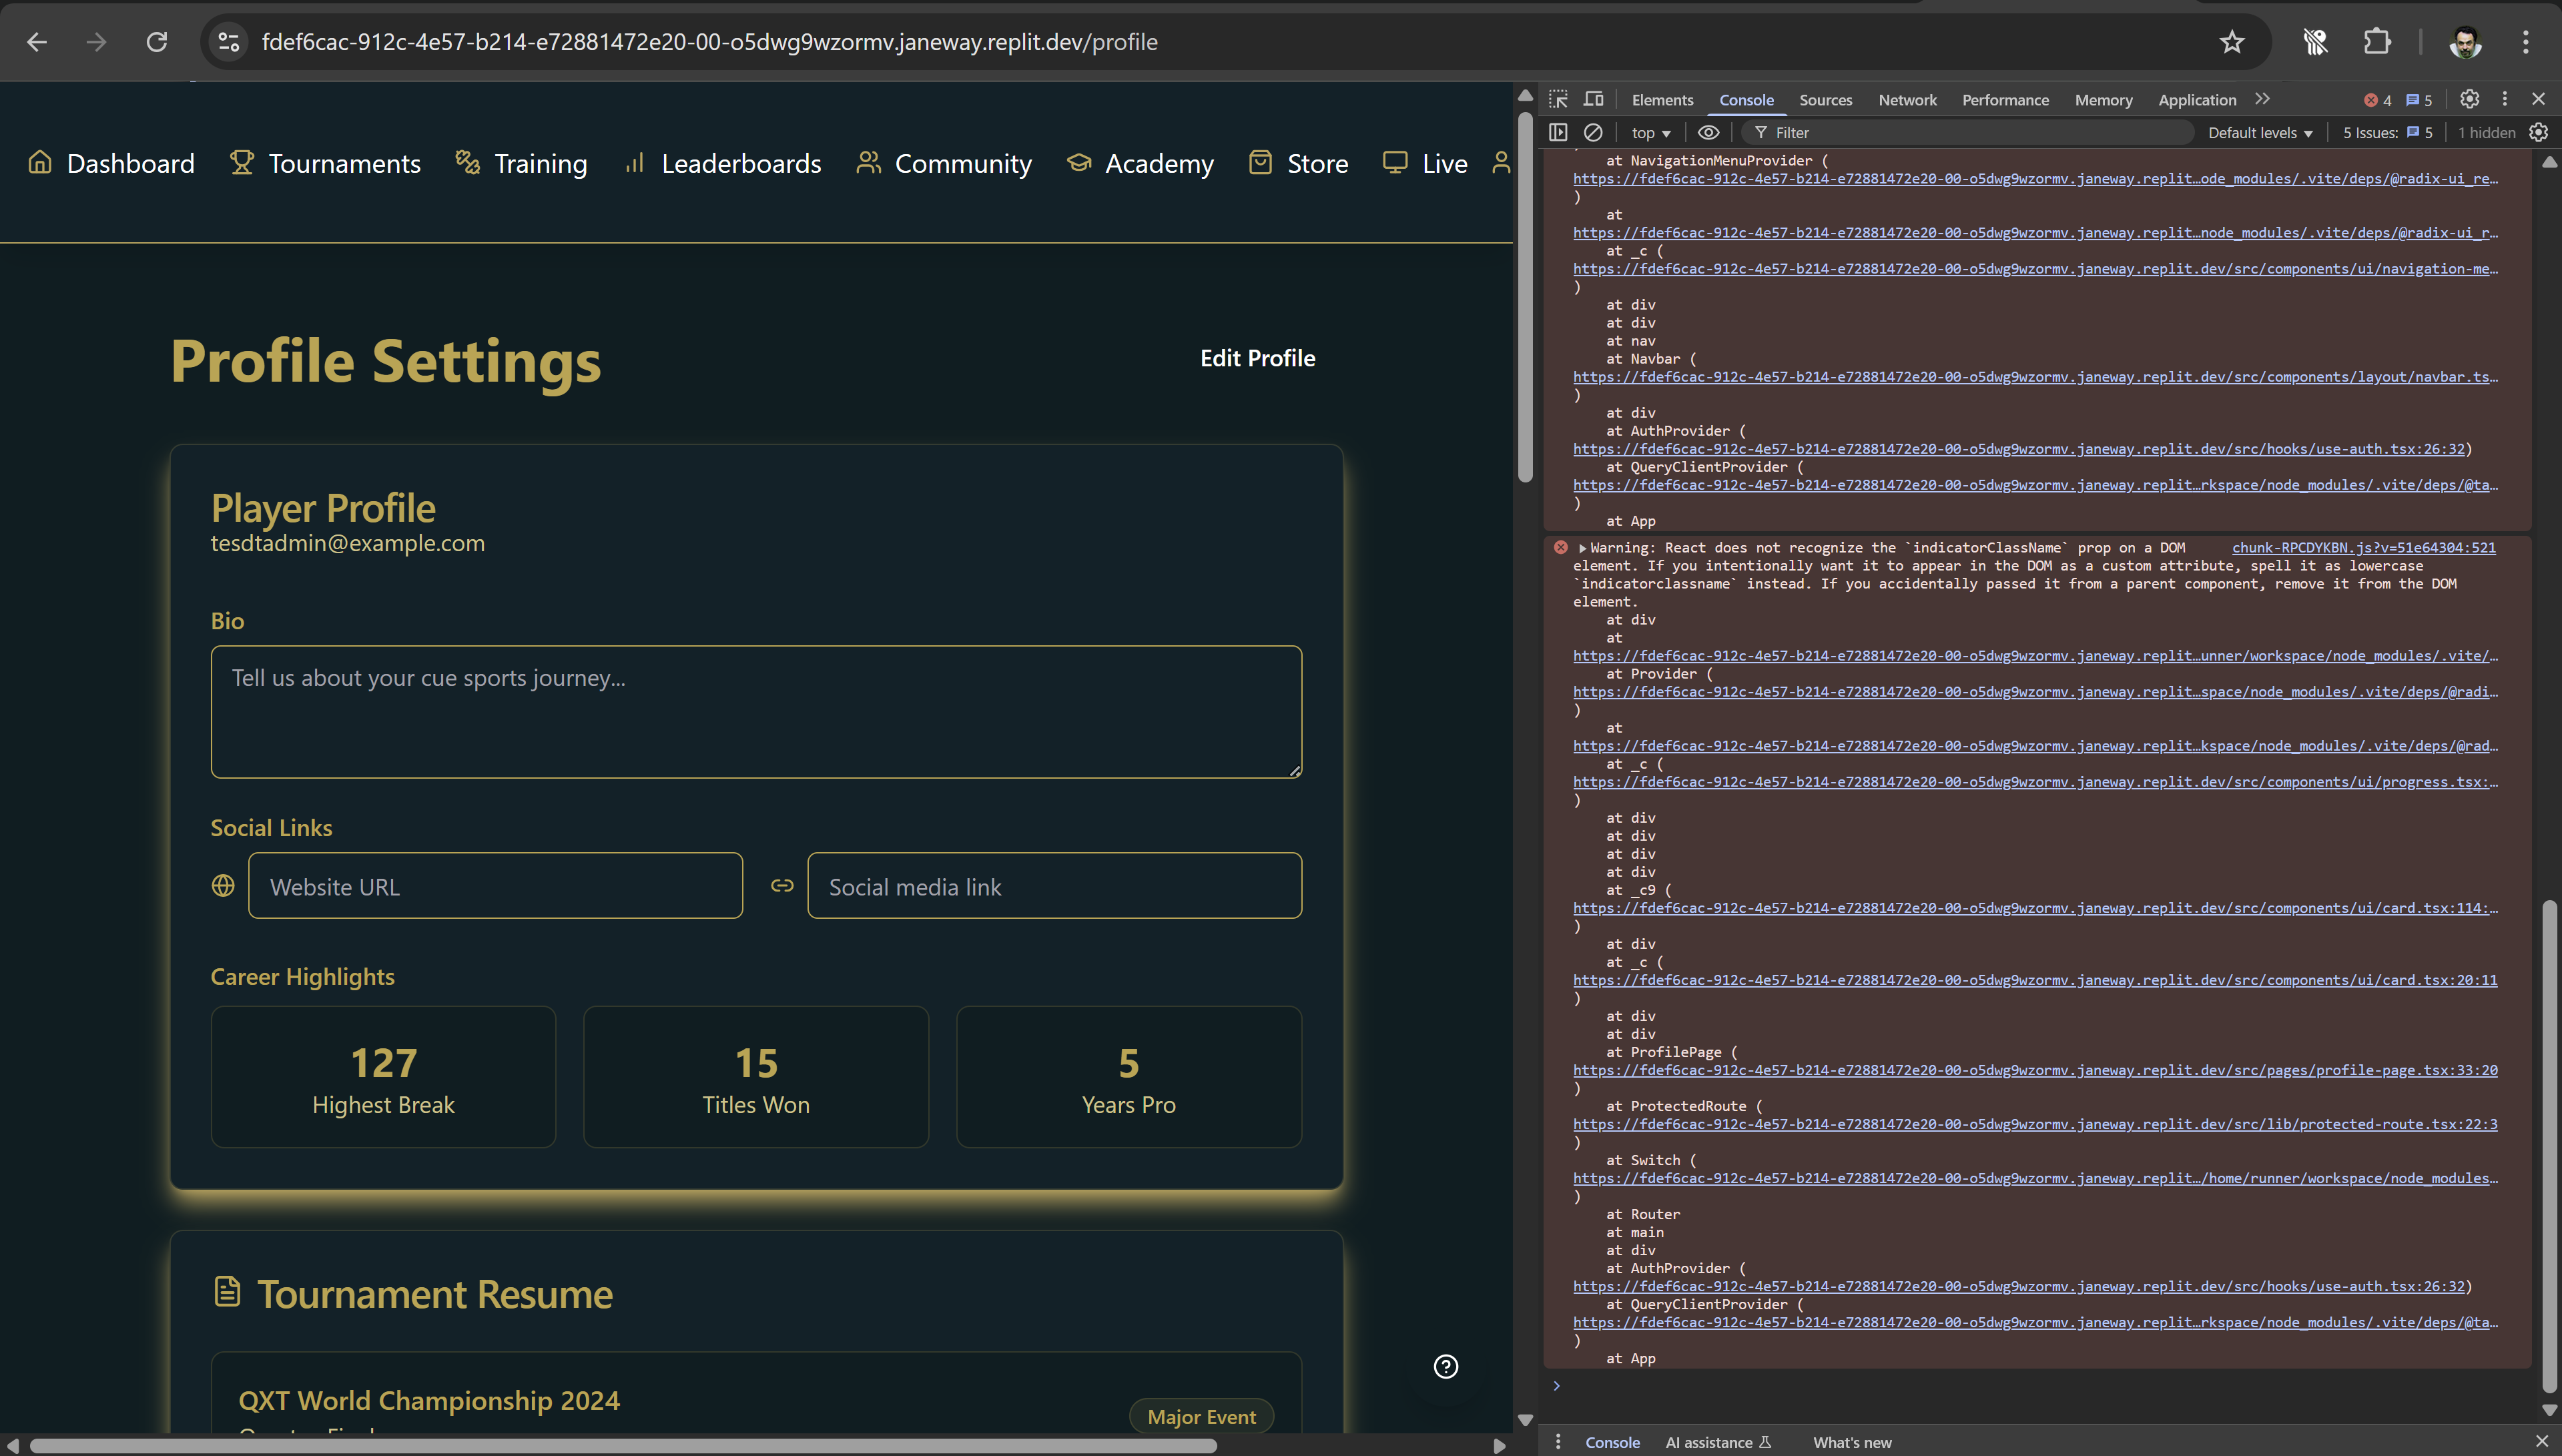 fdef6cac-912c-4e57-b214-e72881472e20-00-o5dwg9wzormv.janeway.replit.dev/profile
Dashboard Tournaments Training Leaderboards Community Academy Store Live
Profile Settings
Edit Profile
Player Profile
tesdtadmin@example.com
Bio
Tell us about your cue sports journey...
Social Links
Website URL
Social media link
Career Highlights
127
Highest Break
15
Titles Won
5
Years Pro
Tournament Resume
QXT World Championship 2024
Major Event
Elements Console Sources Network Performance Memory Application 4 5
top Filter Default levels 5 Issues: 5 1 hidden
at NavigationMenuProvider (
https://fdef6cac-912c-4e57-b214-e72881472e20-00-o5dwg9wzormv.janeway.replit…ode_modules/.vite/deps/@radix-ui_re…
)
at
https://fdef6cac-912c-4e57-b214-e72881472e20-00-o5dwg9wzormv.janeway.replit…node_modules/.vite/deps/@radix-ui_r…
at _c (
https://fdef6cac-912c-4e57-b214-e72881472e20-00-o5dwg9wzormv.janeway.replit.dev/src/components/ui/navigation-me…
)
at div
at div
at nav
at Navbar (
https://fdef6cac-912c-4e57-b214-e72881472e20-00-o5dwg9wzormv.janeway.replit.dev/src/components/layout/navbar.ts…
)
at div
at AuthProvider (
https://fdef6cac-912c-4e57-b214-e72881472e20-00-o5dwg9wzormv.janeway.replit.dev/src/hooks/use-auth.tsx:26:32)
at QueryClientProvider (
https://fdef6cac-912c-4e57-b214-e72881472e20-00-o5dwg9wzormv.janeway.replit…rkspace/node_modules/.vite/deps/@ta…
)
at App
Warning: React does not recognize the `indicatorClassName` prop on a DOM chunk-RPCDYKBN.js?v=51e64304:521
element. If you intentionally want it to appear in the DOM as a custom attribute, spell it as lowercase
`indicatorclassname` instead. If you accidentally passed it from a parent component, remove it from the DOM
element.
at div
at
https://fdef6cac-912c-4e57-b214-e72881472e20-00-o5dwg9wzormv.janeway.replit…unner/workspace/node_modules/.vite/…
at Provider (
https://fdef6cac-912c-4e57-b214-e72881472e20-00-o5dwg9wzormv.janeway.replit…space/node_modules/.vite/deps/@radi…
)
at
https://fdef6cac-912c-4e57-b214-e72881472e20-00-o5dwg9wzormv.janeway.replit…kspace/node_modules/.vite/deps/@rad…
at _c (
https://fdef6cac-912c-4e57-b214-e72881472e20-00-o5dwg9wzormv.janeway.replit.dev/src/components/ui/progress.tsx:…
)
at div
at div
at div
at div
at _c9 (
https://fdef6cac-912c-4e57-b214-e72881472e20-00-o5dwg9wzormv.janeway.replit.dev/src/components/ui/card.tsx:114:…
)
at div
at _c (
https://fdef6cac-912c-4e57-b214-e72881472e20-00-o5dwg9wzormv.janeway.replit.dev/src/components/ui/card.tsx:20:11
)
at div
at div
at ProfilePage (
https://fdef6cac-912c-4e57-b214-e72881472e20-00-o5dwg9wzormv.janeway.replit.dev/src/pages/profile-page.tsx:33:20
)
at ProtectedRoute (
https://fdef6cac-912c-4e57-b214-e72881472e20-00-o5dwg9wzormv.janeway.replit.dev/src/lib/protected-route.tsx:22:3
)
at Switch (
https://fdef6cac-912c-4e57-b214-e72881472e20-00-o5dwg9wzormv.janeway.replit…/home/runner/workspace/node_modules…
)
at Router
at main
at div
at AuthProvider (
https://fdef6cac-912c-4e57-b214-e72881472e20-00-o5dwg9wzormv.janeway.replit.dev/src/hooks/use-auth.tsx:26:32)
at QueryClientProvider (
https://fdef6cac-912c-4e57-b214-e72881472e20-00-o5dwg9wzormv.janeway.replit…rkspace/node_modules/.vite/deps/@ta…
)
at App
Console AI assistance What's new